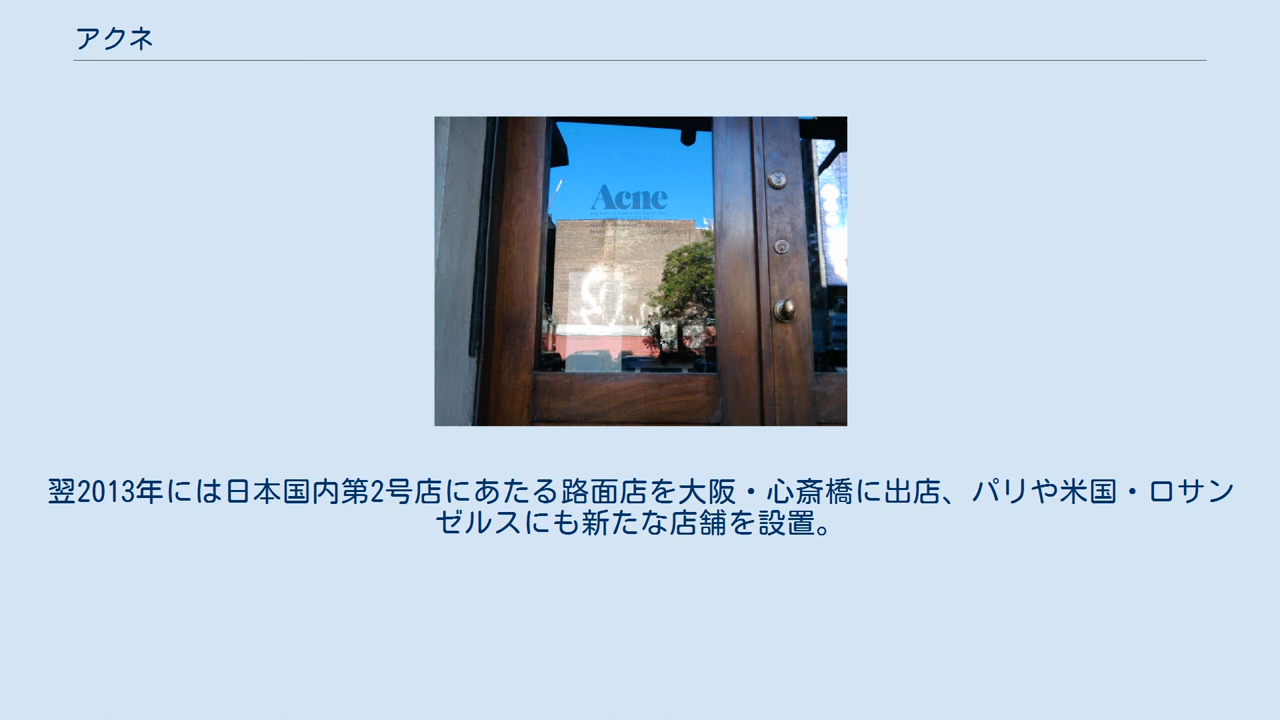 アクネ
Acne
翌2013年には日本国内第2号店にあたる路面店を大阪・心斎橋に出店、パリや米国・ロサン
ゼルスにも新たな店舗を設置。